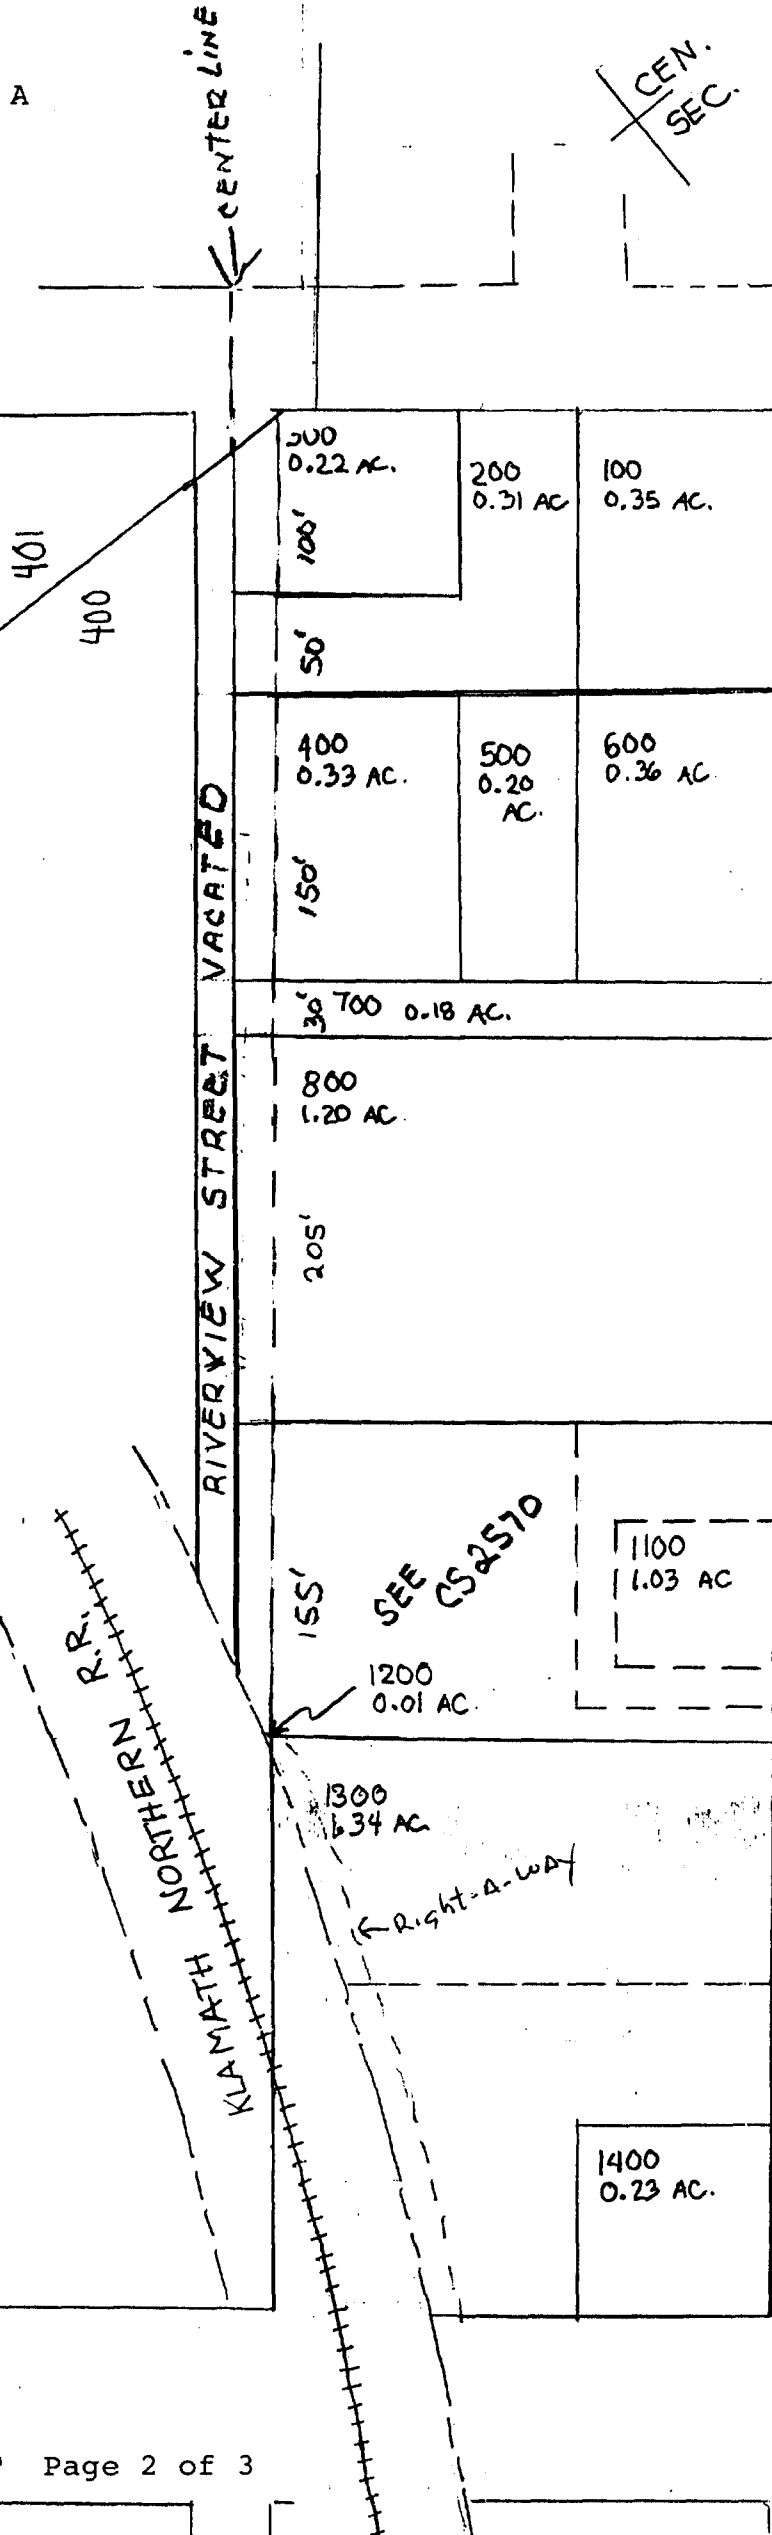 A
CENTER LINE
CEN.
SEC.
300
0.22 AC.
200
0.31 AC
100
0.35 AC.
100'
401
400
50'
400
0.33 AC.
500
0.20
AC.
600
0.36 AC
150'
30'
700 0.18 AC.
800
1.20 AC.
205'
RIVERVIEW STREET VACATED
SEE
CS 2570
1100
1.03 AC
155'
1200
0.01 AC.
KLAMATH NORTHERN R.R.
1300
1.34 AC.
Right-A-WAY
1400
0.23 AC.
Page 2 of 3